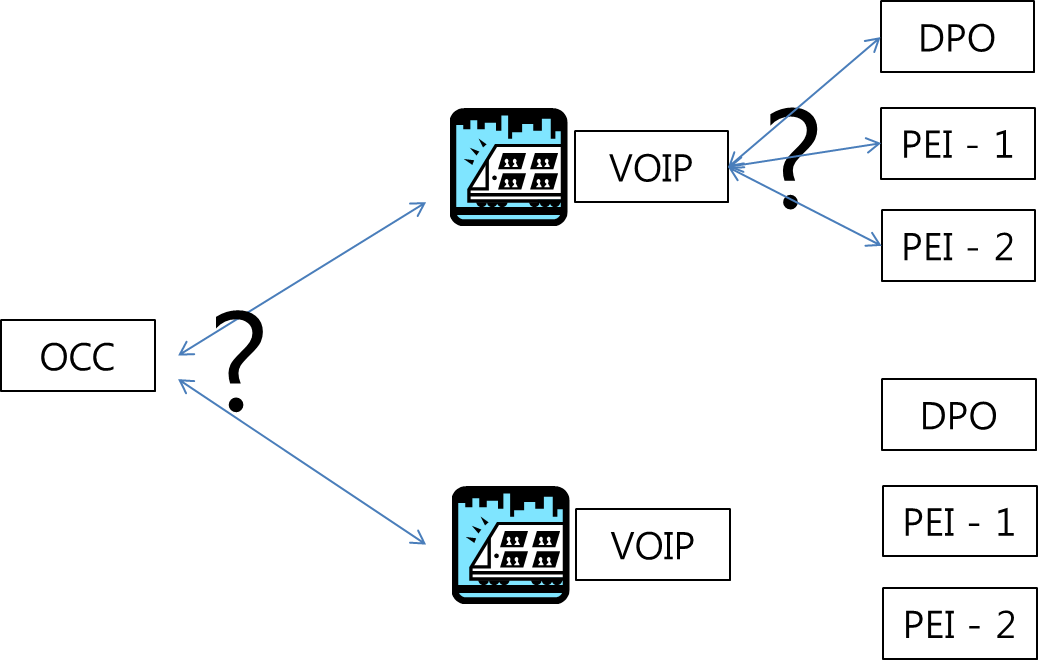 DPO
PEI - 1
VOIP
?
PEI - 2
OCC
?
DPO
PEI - 1
VOIP
PEI - 2